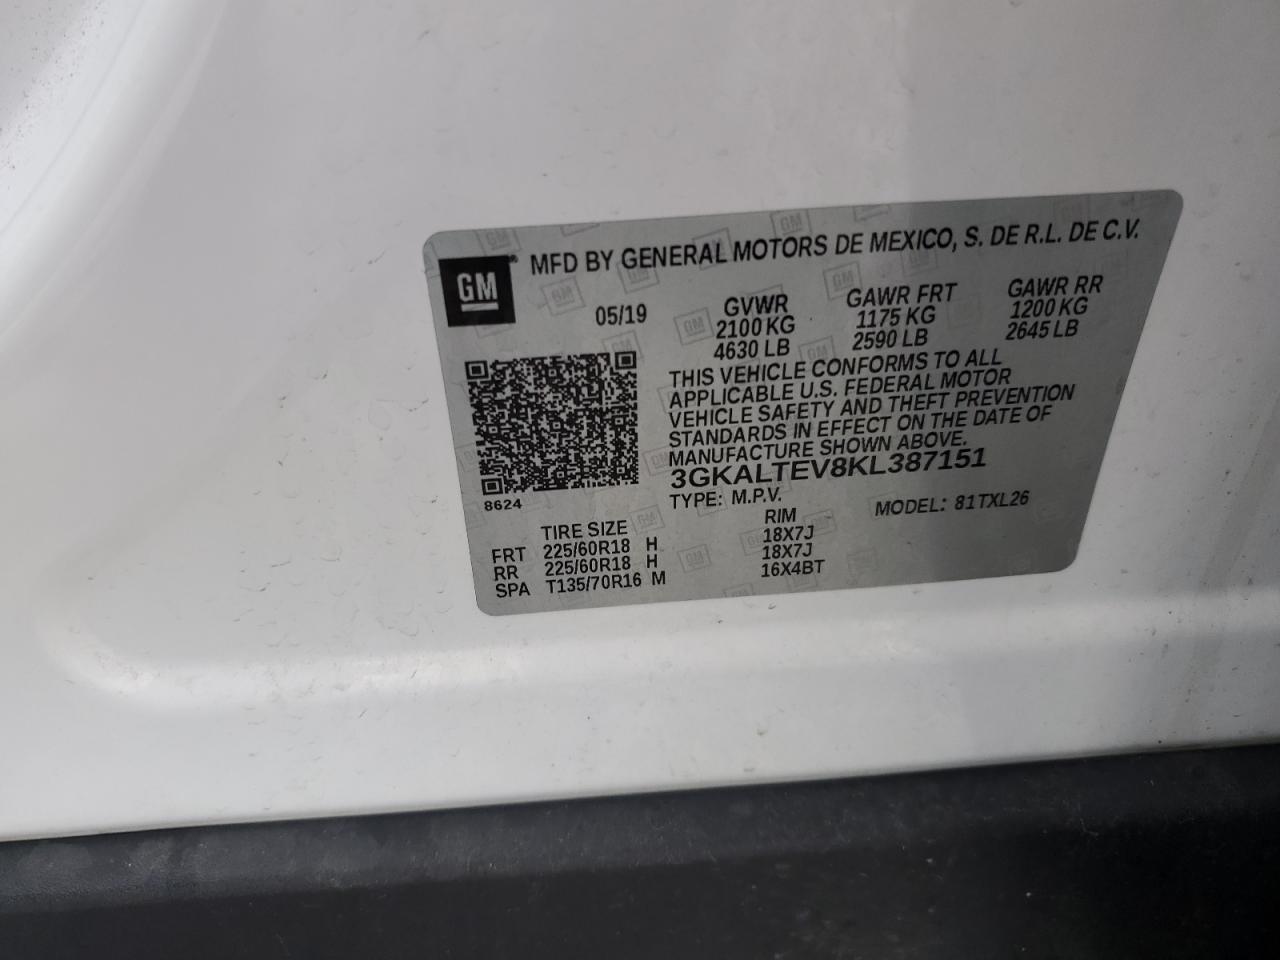 GM
MFD BY GENERAL MOTORS DE MEXICO, S. DE R.L. DE C.V.
05/19
GVWR GAWR FRT GAWR RR
2100 KG 1175 KG 1200 KG
4630 LB 2590 LB 2645 LB
THIS VEHICLE CONFORMS TO ALL
APPLICABLE U.S. FEDERAL MOTOR
VEHICLE SAFETY AND THEFT PREVENTION
STANDARDS IN EFFECT ON THE DATE OF
MANUFACTURE SHOWN ABOVE.
3GKALTEV8KL387151
8624
TYPE: M.P.V. MODEL: 81TXL26
TIRE SIZE RIM
FRT 225/60R18 H 18X7J
RR 225/60R18 H 18X7J
SPA T135/70R16 M 16X4BT